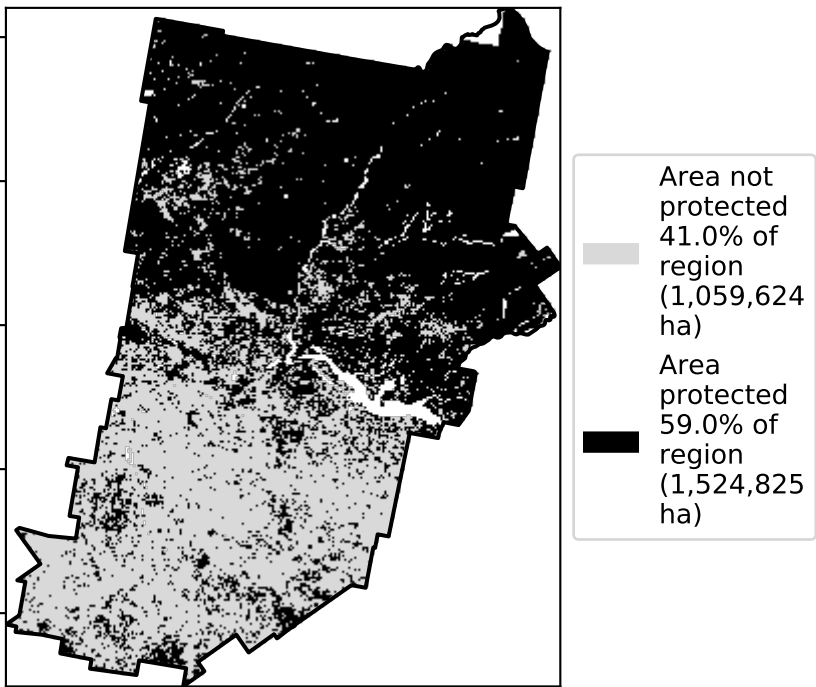 Area not
protected
41.0% of
region
(1,059,624
ha)
Area
protected
59.0% of
region
(1,524,825
ha)